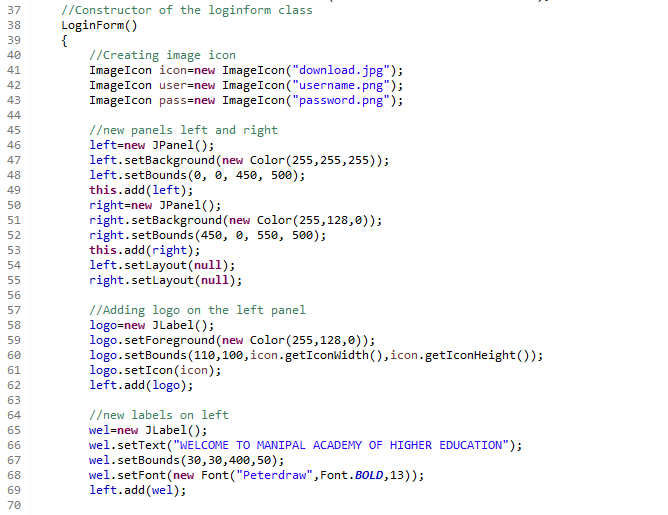 37 //Constructor of the loginform class
38 LoginForm()
39 {
40 //Creating image icon
41 ImageIcon icon=new ImageIcon("download.jpg");
42 ImageIcon user=new ImageIcon("username.png");
43 ImageIcon pass=new ImageIcon("password.png");
44
45 //new panels left and right
46 left=new JPanel();
47 left.setBackground(new Color(255,255,255));
48 left.setBounds(0, 0, 450, 500);
49 this.add(left);
50 right=new JPanel();
51 right.setBackground(new Color(255,128,0));
52 right.setBounds(450, 0, 550, 500);
53 this.add(right);
54 left.setLayout(null);
55 right.setLayout(null);
56
57 //Adding logo on the left panel
58 logo=new JLabel();
59 logo.setForeground(new Color(255,128,0));
60 logo.setBounds(110,100,icon.getIconWidth(),icon.getIconHeight());
61 logo.setIcon(icon);
62 left.add(logo);
63
64 //new labels on left
65 wel=new JLabel();
66 wel.setText("WELCOME TO MANIPAL ACADEMY OF HIGHER EDUCATION");
67 wel.setBounds(30,30,400,50);
68 wel.setFont(new Font("Peterdraw",Font.BOLD,13));
69 left.add(wel);
70